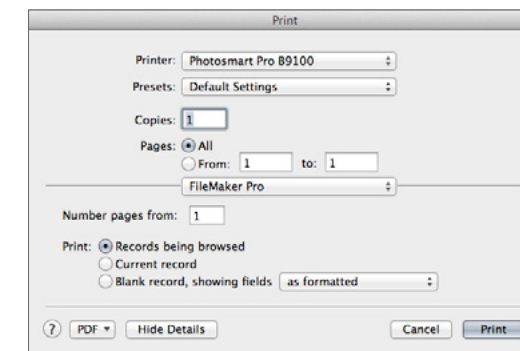 Print
Printer: Photosmart Pro B9100
Presets: Default Settings
Copies: 1
Pages: All
From: 1 to: 1
FileMaker Pro
Number pages from: 1
Print: Records being browsed
Current record
Blank record, showing fields as formatted
? PDF Hide Details Cancel Print